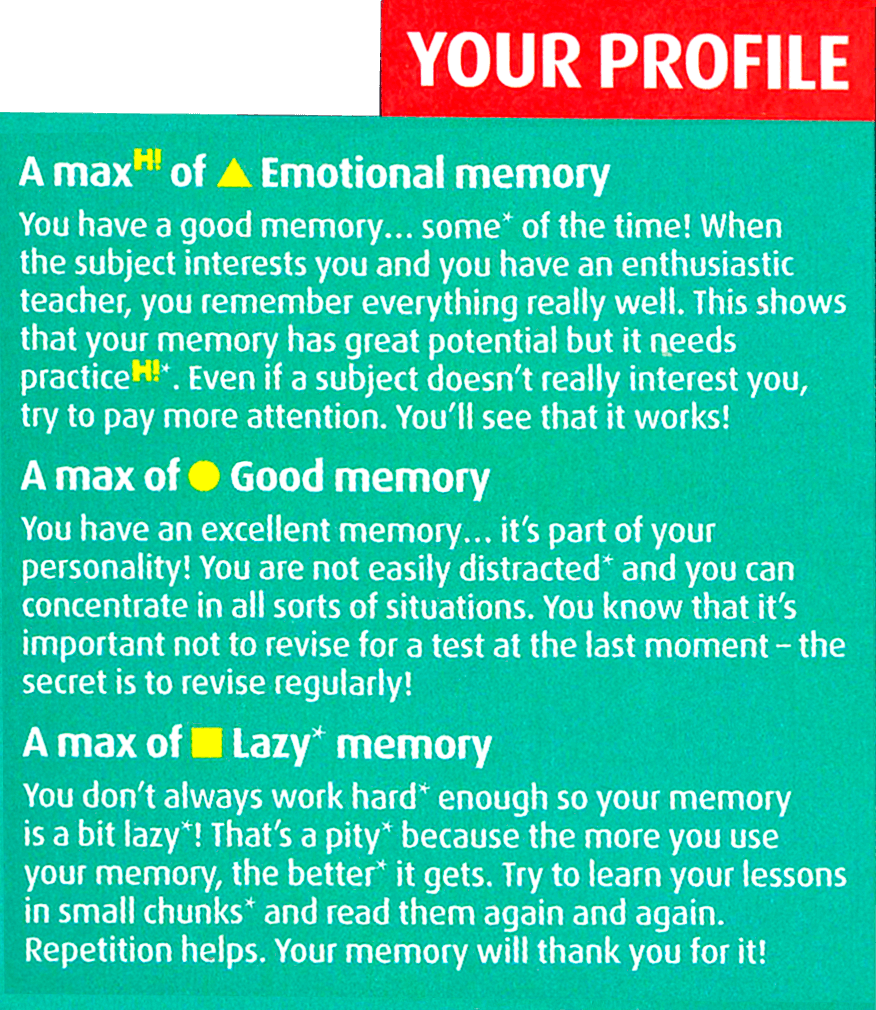 YOUR PROFILE
A max H! of ▲ Emotional memory
You have a good memory... some* of the time! When
the subject interests you and you have an enthusiastic
teacher, you remember everything really well. This shows
that your memory has great potential but it needs
practice H!*. Even if a subject doesn't really interest you,
try to pay more attention. You'll see that it works!
A max of ● Good memory
You have an excellent memory... it's part of your
personality! You are not easily distracted* and you can
concentrate in all sorts of situations. You know that it's
important not to revise for a test at the last moment – the
secret is to revise regularly!
A max of ■ Lazy* memory
You don't always work hard* enough so your memory
is a bit lazy*! That's a pity* because the more you use
your memory, the better* it gets. Try to learn your lessons
in small chunks* and read them again and again.
Repetition helps. Your memory will thank you for it!